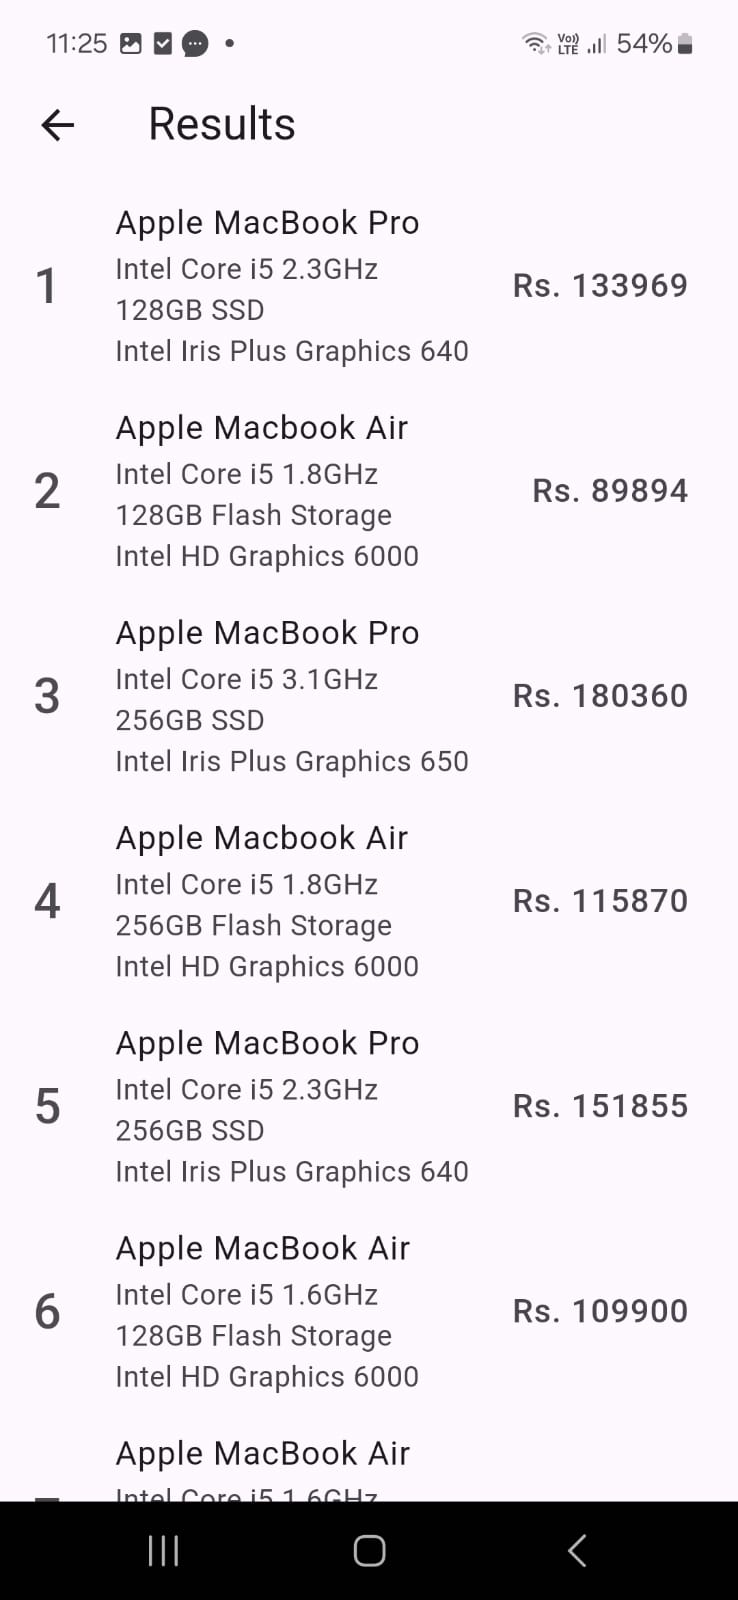 11:25
Vo))
LTE
54%
Results
1
Apple MacBook Pro
Intel Core i5 2.3GHz
128GB SSD
Intel Iris Plus Graphics 640
Rs. 133969
2
Apple Macbook Air
Intel Core i5 1.8GHz
128GB Flash Storage
Intel HD Graphics 6000
Rs. 89894
3
Apple MacBook Pro
Intel Core i5 3.1GHz
256GB SSD
Intel Iris Plus Graphics 650
Rs. 180360
4
Apple Macbook Air
Intel Core i5 1.8GHz
256GB Flash Storage
Intel HD Graphics 6000
Rs. 115870
5
Apple MacBook Pro
Intel Core i5 2.3GHz
256GB SSD
Intel Iris Plus Graphics 640
Rs. 151855
6
Apple MacBook Air
Intel Core i5 1.6GHz
128GB Flash Storage
Intel HD Graphics 6000
Rs. 109900
Apple MacBook Air
Intel Core i5 1.6GHz